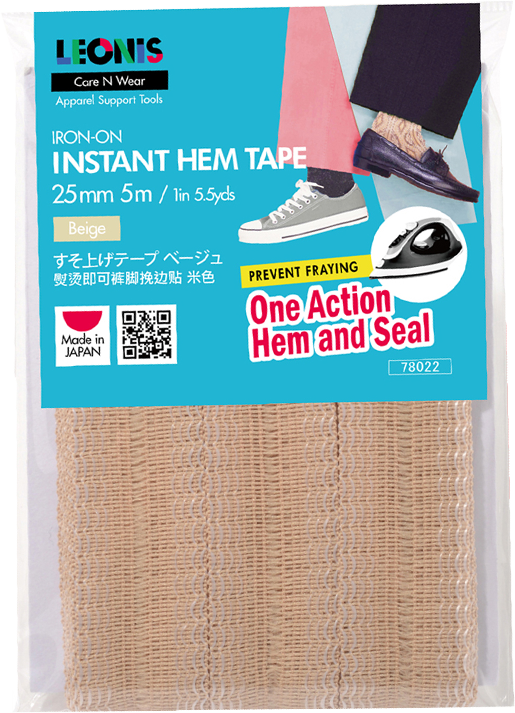 LEONIS
Care N Wear
Apparel Support Tools
IRON-ON
INSTANT HEM TAPE
25mm 5m / 1in 5.5yds
Beige
すそ上げテープ ベージュ
熨烫即可裤脚挽边贴 米色
Made in
JAPAN
PREVENT FRAYING
One Action
Hem and Seal
78022